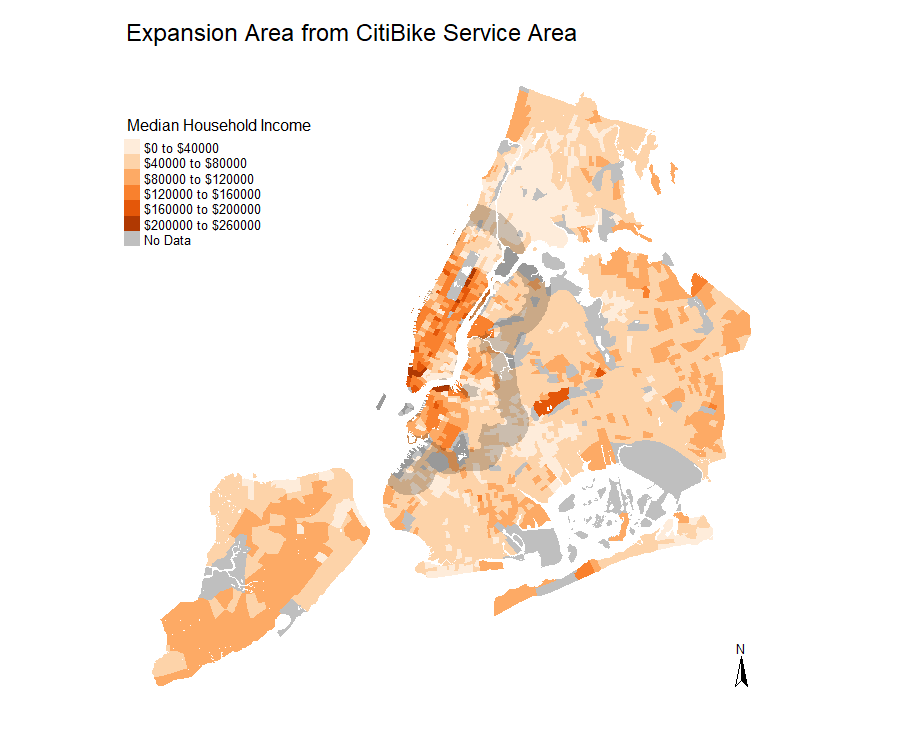 Expansion Area from CitiBike Service Area
Median Household Income
$0 to $40000
$40000 to $80000
$80000 to $120000
$120000 to $160000
$160000 to $200000
$200000 to $260000
No Data
N